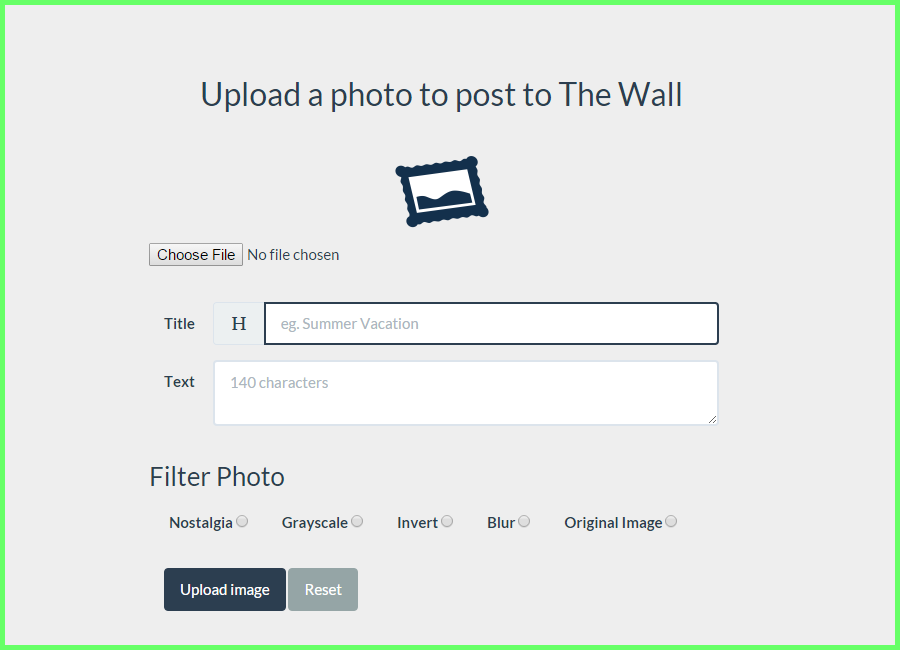 Upload a photo to post to The Wall
Choose File No file chosen
Title H eg. Summer Vacation
Text 140 characters
Filter Photo
Nostalgia Grayscale Invert Blur Original Image
Upload image Reset